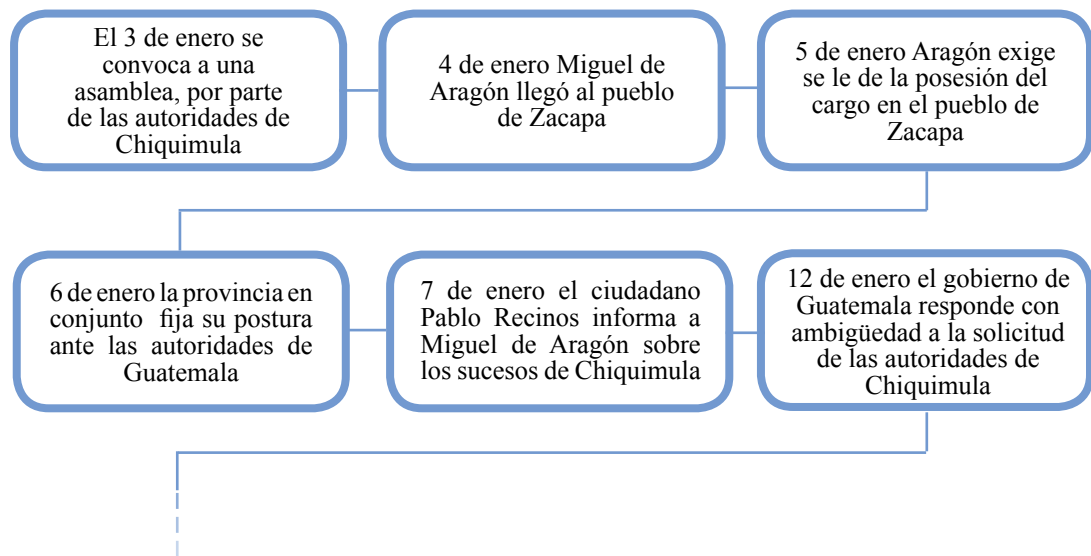 El 3 de enero se
convoca a una
asamblea, por parte
de las autoridades de
Chiquimula
4 de enero Miguel de
Aragón llegó al pueblo
de Zacapa
5 de enero Aragón exige
se le de la posesión del
cargo en el pueblo de
Zacapa
6 de enero la provincia en
conjunto fija su postura
ante las autoridades de
Guatemala
7 de enero el ciudadano
Pablo Recinos informa a
Miguel de Aragón sobre
los sucesos de Chiquimula
12 de enero el gobierno de
Guatemala responde con
ambigüedad a la solicitud
de las autoridades de
Chiquimula